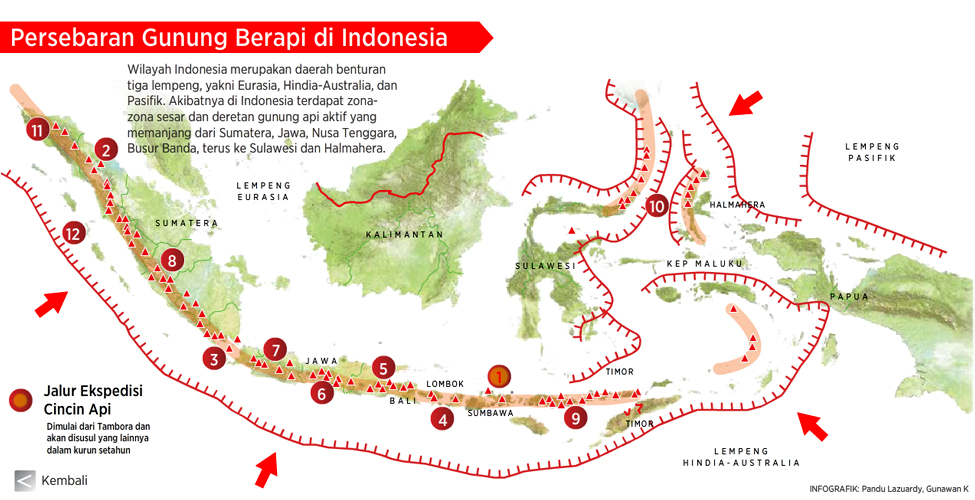 Persebaran Gunung Berapi di Indonesia
Wilayah Indonesia merupakan daerah benturan
tiga lempeng, yakni Eurasia, Hindia-Australia, dan
Pasifik. Akibatnya di Indonesia terdapat zona-
zona sesar dan deretan gunung api aktif yang
memanjang dari Sumatera, Jawa, Nusa Tenggara,
Busur Banda, terus ke Sulawesi dan Halmahera.
11
2
LEMPENG
EURASIA
LEMPENG
PASIFIK
10
HALMAHERA
12
SUMATERA
KALIMANTAN
8
SULAWESI
KEP MALUKU
PAPUA
3
7
JAWA
5
6
LOMBOK
BALI
4
1
SUMBAWA
TIMOR
9
TIMOR
Jalur Ekspedisi
Cincin Api
Dimulai dari Tambora dan
akan disusul yang lainnya
dalam kurun setahun
LEMPENG
HINDIA-AUSTRALIA
< Kembali
INFOGRAFIK: Pandu Lazuardy, Gunawan K